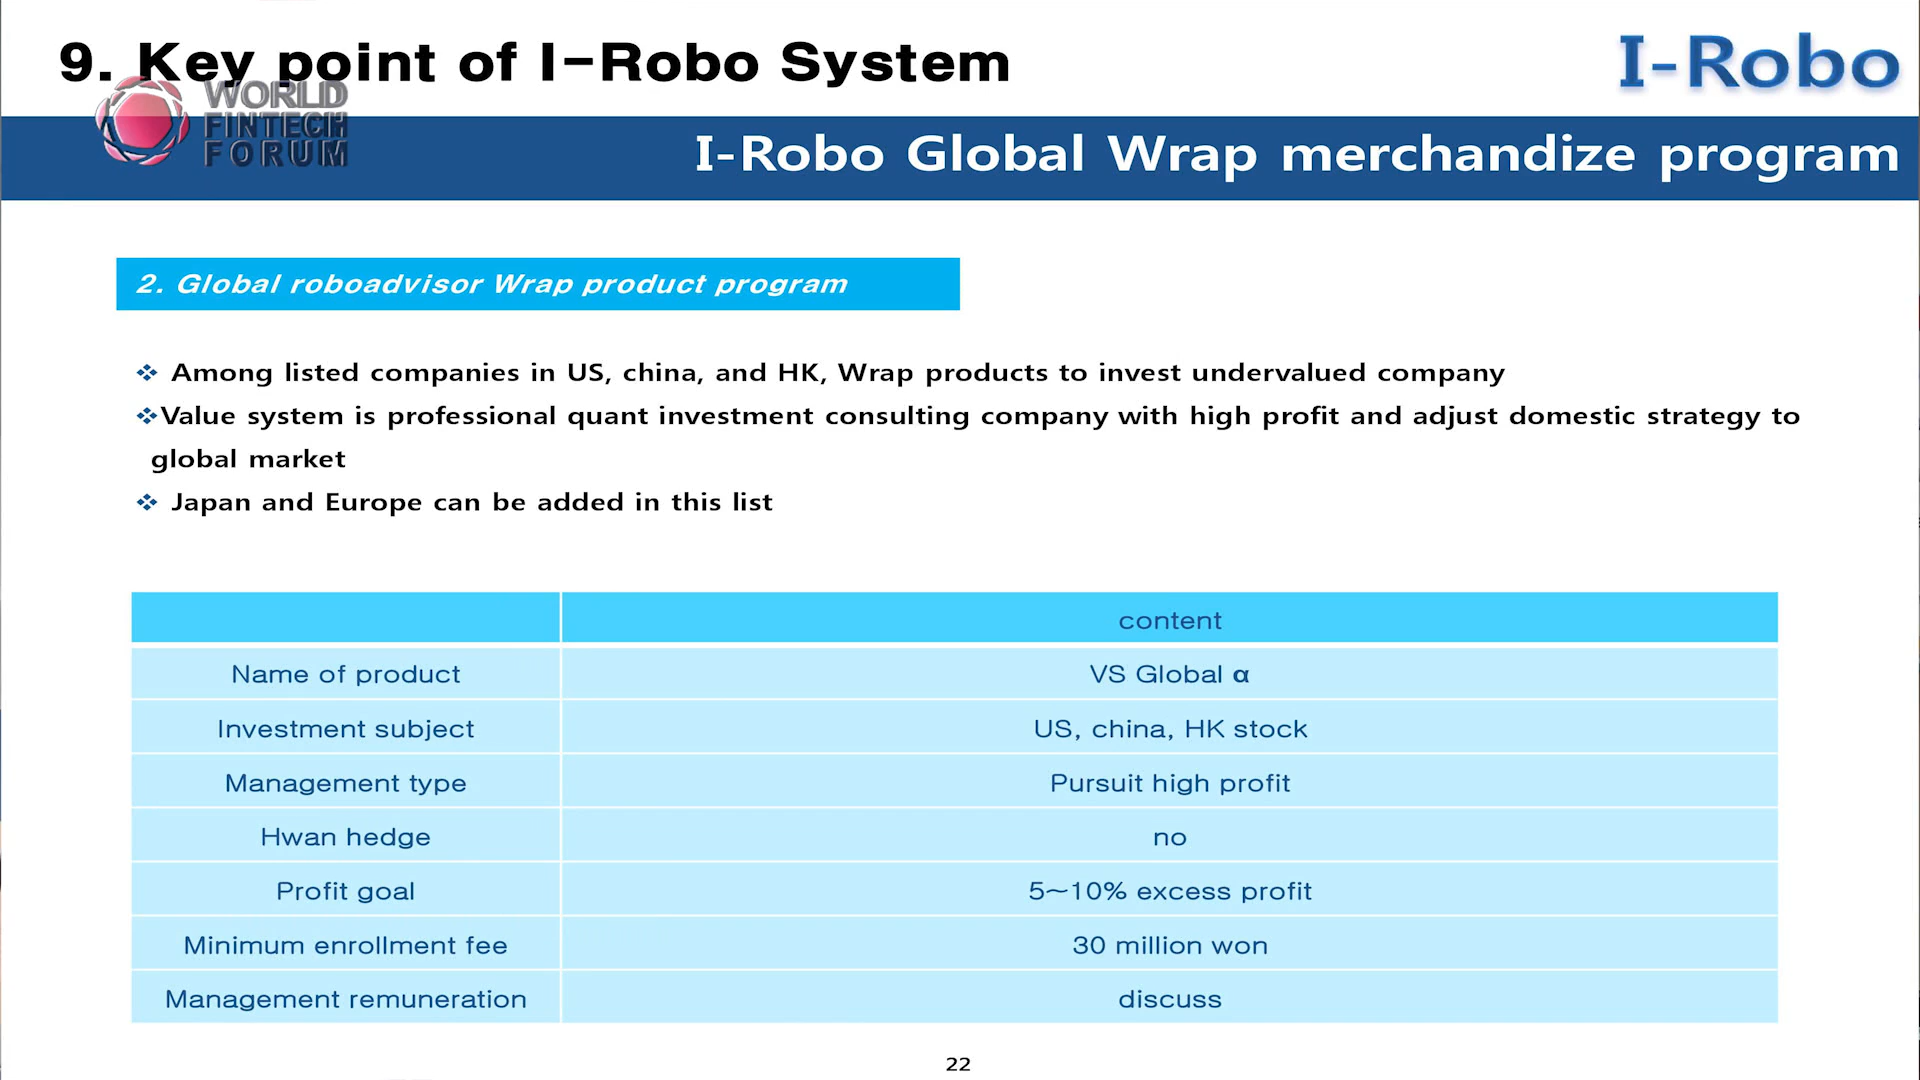 9. Key point of I-Robo System
I-Robo
WORLD
FINTECH
FORUM
I-Robo Global Wrap merchandize program
2. Global roboadvisor Wrap product program
❖ Among listed companies in US, china, and HK, Wrap products to invest undervalued company
❖Value system is professional quant investment consulting company with high profit and adjust domestic strategy to
global market
❖ Japan and Europe can be added in this list
content
Name of product VS Global α
Investment subject US, china, HK stock
Management type Pursuit high profit
Hwan hedge no
Profit goal 5~10% excess profit
Minimum enrollment fee 30 million won
Management remuneration discuss
22